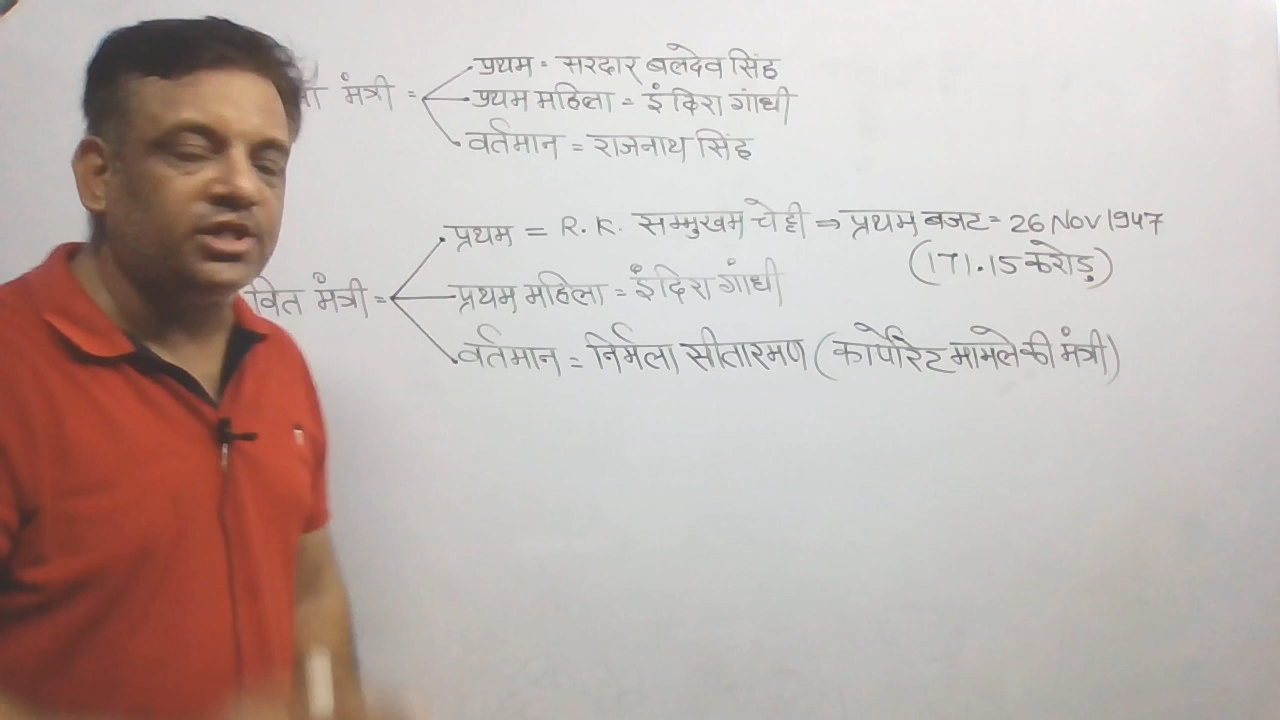 प्रथम = सरदार बलदेव सिंह
मंत्री =
प्रथम महिला = इंदिरा गांधी
वर्तमान = राजनाथ सिंह
प्रथम = R. K. सम्मुखम चेट्टी ⇒ प्रथम बजट = 26 Nov 1947
(171.15 करोड़)
वित मंत्री =
प्रथम महिला = इंदिरा गांधी
वर्तमान = निर्मला सीतारमण (कार्पोरेट मामले की मंत्री)